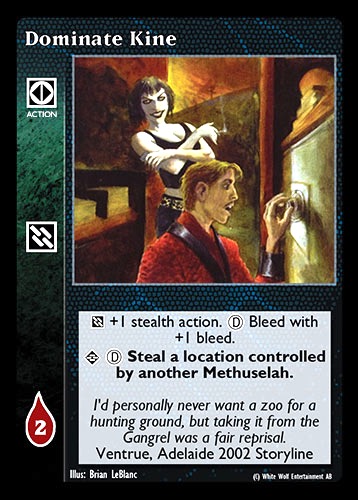 Dominate Kine
ACTION
+1 stealth action. D Bleed with
+1 bleed.
D Steal a location controlled
by another Methuselah.
I'd personally never want a zoo for a
hunting ground, but taking it from the
Gangrel was a fair reprisal.
Ventrue, Adelaide 2002 Storyline
2
Illus: Brian LeBlanc
(C) White Wolf Entertainment AB